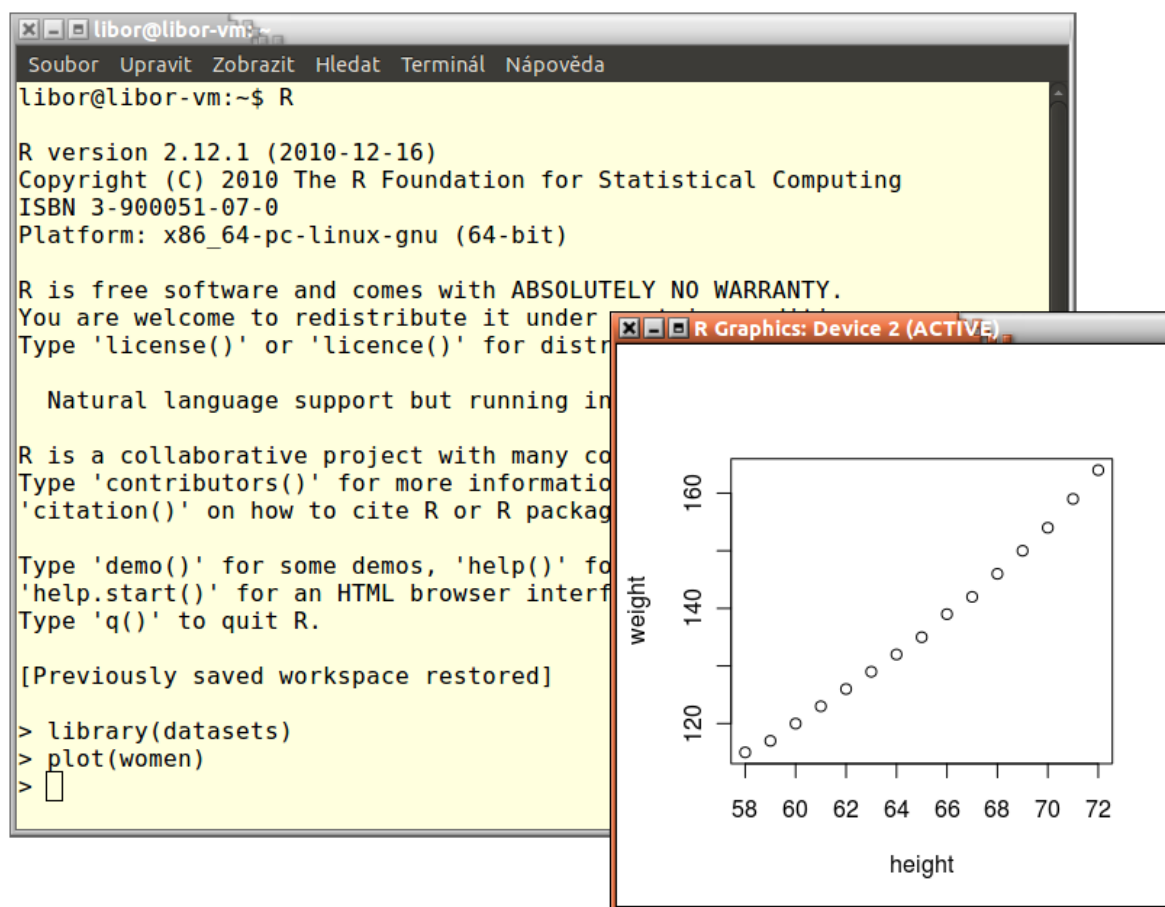 libor@libor-vm: ~
Soubor Upravit Zobrazit Hledat Terminál Nápověda
libor@libor-vm:~$ R
R version 2.12.1 (2010-12-16)
Copyright (C) 2010 The R Foundation for Statistical Computing
ISBN 3-900051-07-0
Platform: x86_64-pc-linux-gnu (64-bit)
R is free software and comes with ABSOLUTELY NO WARRANTY.
You are welcome to redistribute it under
Type 'license()' or 'licence()' for distr
Natural language support but running in
R is a collaborative project with many co
Type 'contributors()' for more informatio
'citation()' on how to cite R or R packag
Type 'demo()' for some demos, 'help()' fo
'help.start()' for an HTML browser interf
Type 'q()' to quit R.
[Previously saved workspace restored]
> library(datasets)
> plot(women)
>
R Graphics: Device 2 (ACTIVE)
weight
160
140
120
58 60 62 64 66 68 70 72
height